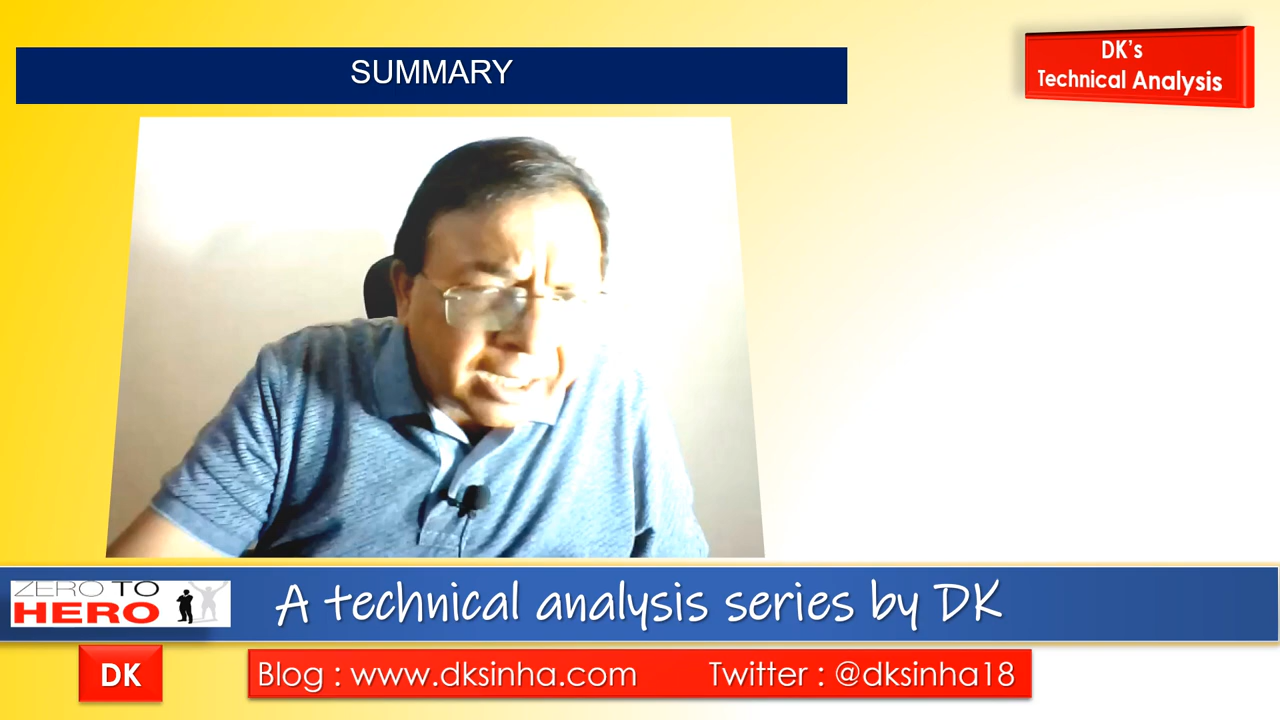 SUMMARY
DK's
Technical Analysis
ZERO TO
HERO
A technical analysis series by DK
DK
Blog : www.dksinha.com Twitter : @dksinha18